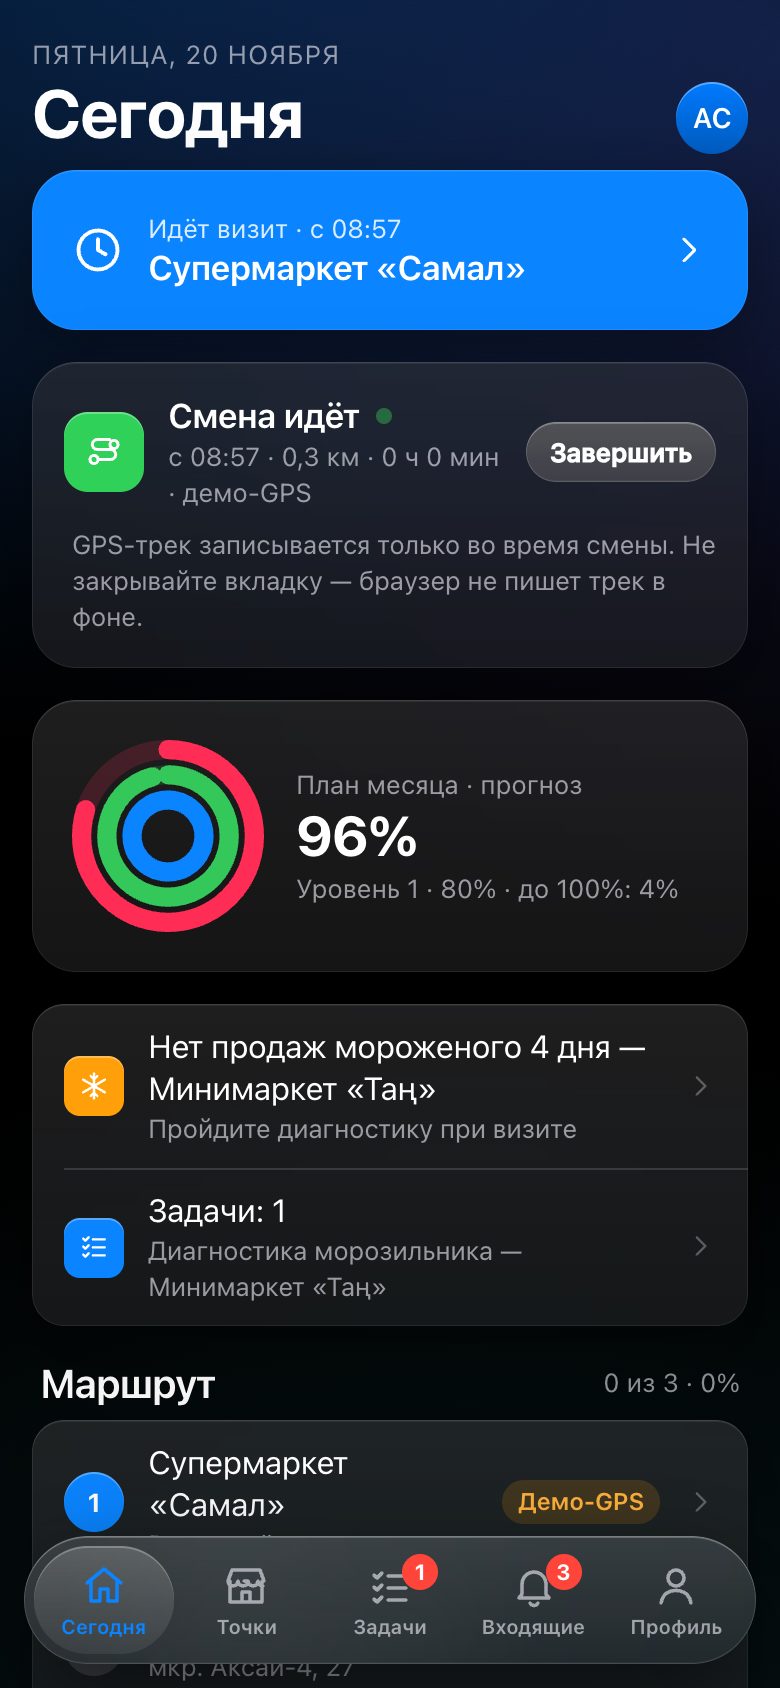 ПЯТНИЦА, 20 НОЯБРЯ
Сегодня
АС
Идёт визит · с 08:57
Супермаркет «Самал»
Смена идёт
с 08:57 · 0,3 км · 0 ч 0 мин
· демо-GPS
Завершить
GPS-трек записывается только во время смены. Не
закрывайте вкладку — браузер не пишет трек в
фоне.
План месяца · прогноз
96%
Уровень 1 · 80% · до 100%: 4%
Нет продаж мороженого 4 дня —
Минимаркет «Таң»
Пройдите диагностику при визите
Задачи: 1
Диагностика морозильника —
Минимаркет «Таң»
Маршрут
0 из 3 · 0%
1
Супермаркет
«Самал»
Демо-GPS
1
3
Сегодня
Точки
Задачи
Входящие
Профиль
мкр. Аксай-4, 27